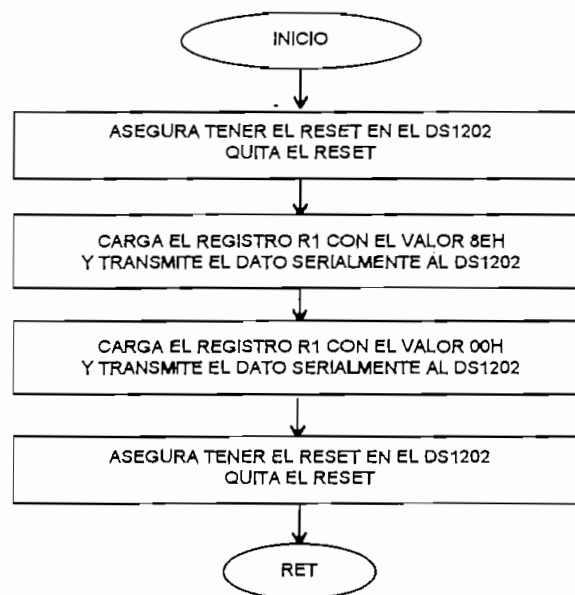 INICIO
ASEGURA TENER EL RESET EN EL DS1202
QUITA EL RESET
CARGA EL REGISTRO R1 CON EL VALOR 8EH
Y TRANSMITE EL DATO SERIALMENTE AL DS1202
CARGA EL REGISTRO R1 CON EL VALOR 00H
Y TRANSMITE EL DATO SERIALMENTE AL DS1202
ASEGURA TENER EL RESET EN EL DS1202
QUITA EL RESET
RET